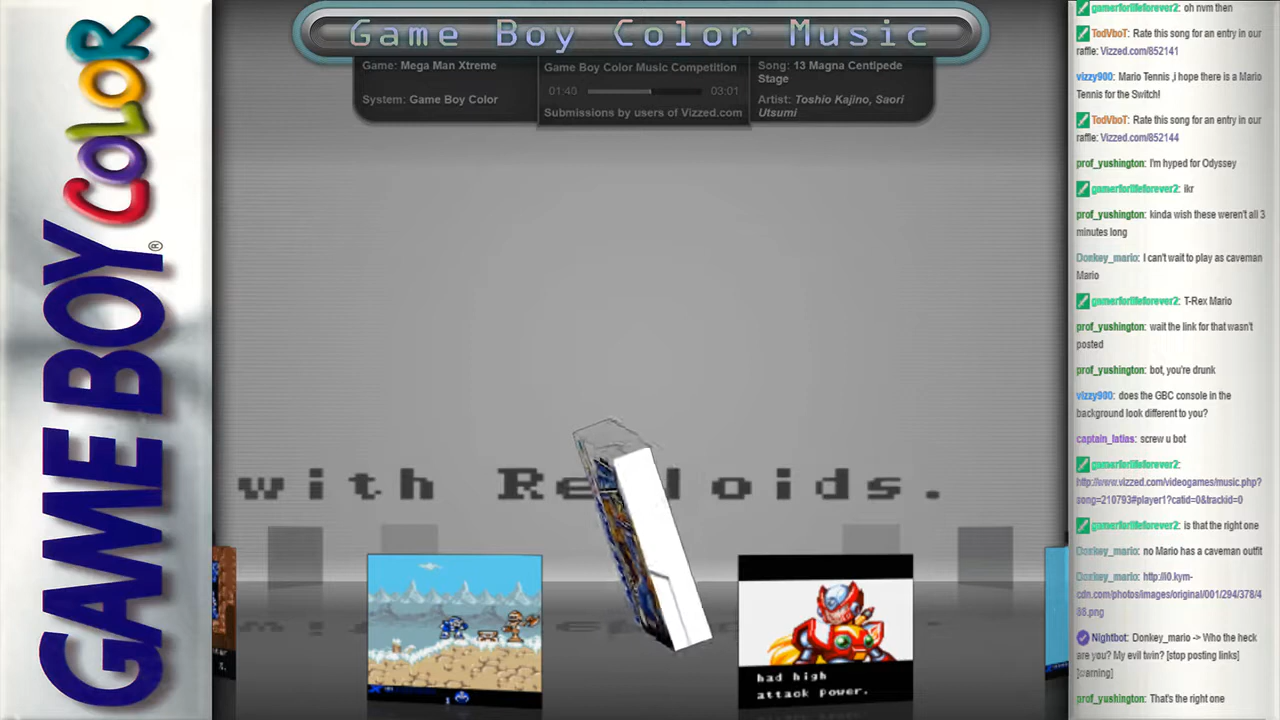 GAME BOY COLOR
®
Game Boy Color Music
Game: Mega Man Xtreme
System: Game Boy Color
Game Boy Color Music Competition
01:40 03:01
Submissions by users of Vizzed.com
Song: 13 Magna Centipede
Stage
Artist: Toshio Kajino, Saori
Utsumi
with Re loids.
had high
attack power.
gamerforlifeforever2: oh nvm then
TodVboT: Rate this song for an entry in our
raffle: Vizzed.com/852141
vizzy900: Mario Tennis ,i hope there is a Mario
Tennis for the Switch!
TodVboT: Rate this song for an entry in our
raffle: Vizzed.com/852144
prof_yushington: I'm hyped for Odyssey
gamerforlifeforever2: ikr
prof_yushington: kinda wish these weren't all 3
minutes long
Donkey_mario: I can't wait to play as caveman
Mario
gamerforlifeforever2: T-Rex Mario
prof_yushington: wait the link for that wasn't
posted
prof_yushington: bot, you're drunk
vizzy900: does the GBC console in the
background look different to you?
captain_latias: screw u bot
gamerforlifeforever2:
http://www.vizzed.com/videogames/music.php?
song=210793#player1?catid=0&trackid=0
gamerforlifeforever2: is that the right one
Donkey_mario: no Mario has a caveman outfit
Donkey_mario: http://i0.kym-
cdn.com/photos/images/original/001/294/378/4
88.png
Nightbot: Donkey_mario -> Who the heck
are you? My evil twin? [stop posting links]
[warning]
prof_yushington: That's the right one